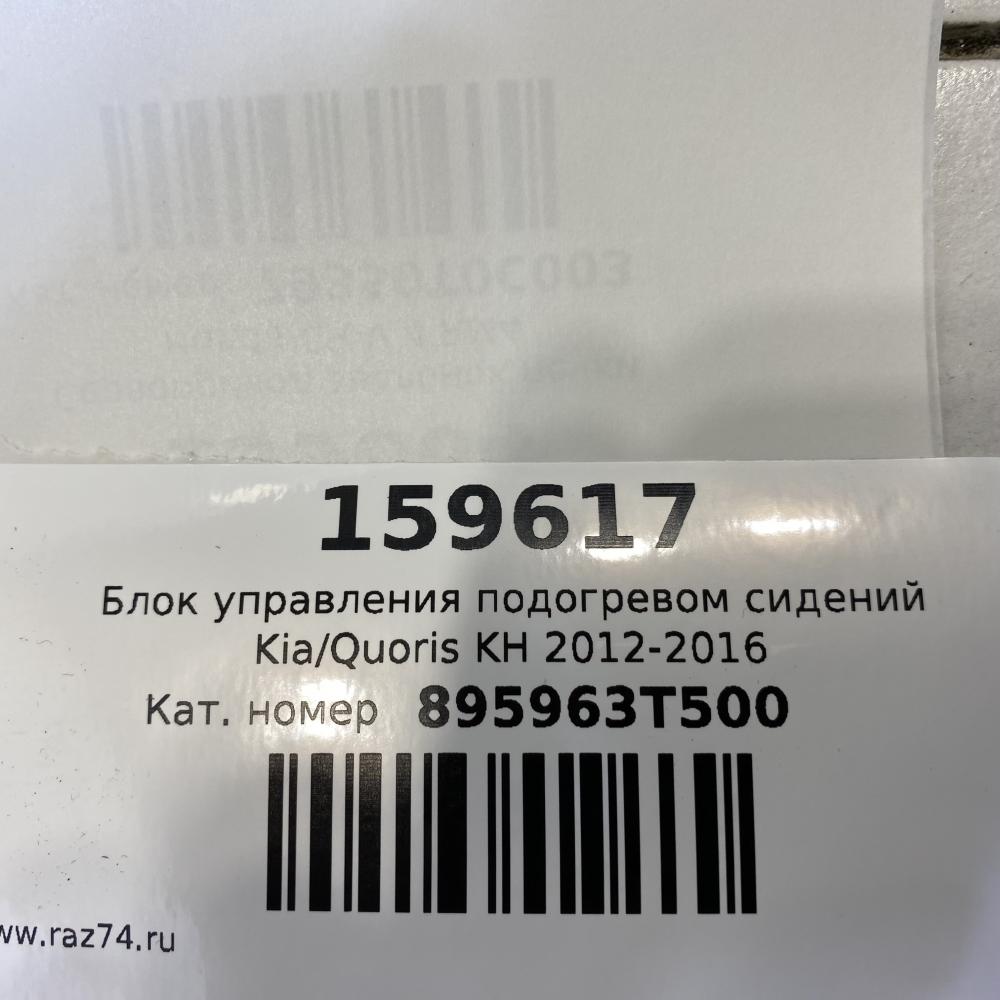 159617
Блок управления подогревом сидений
Kia/Quoris KH 2012-2016
Кат. номер 895963T500
www.raz74.ru